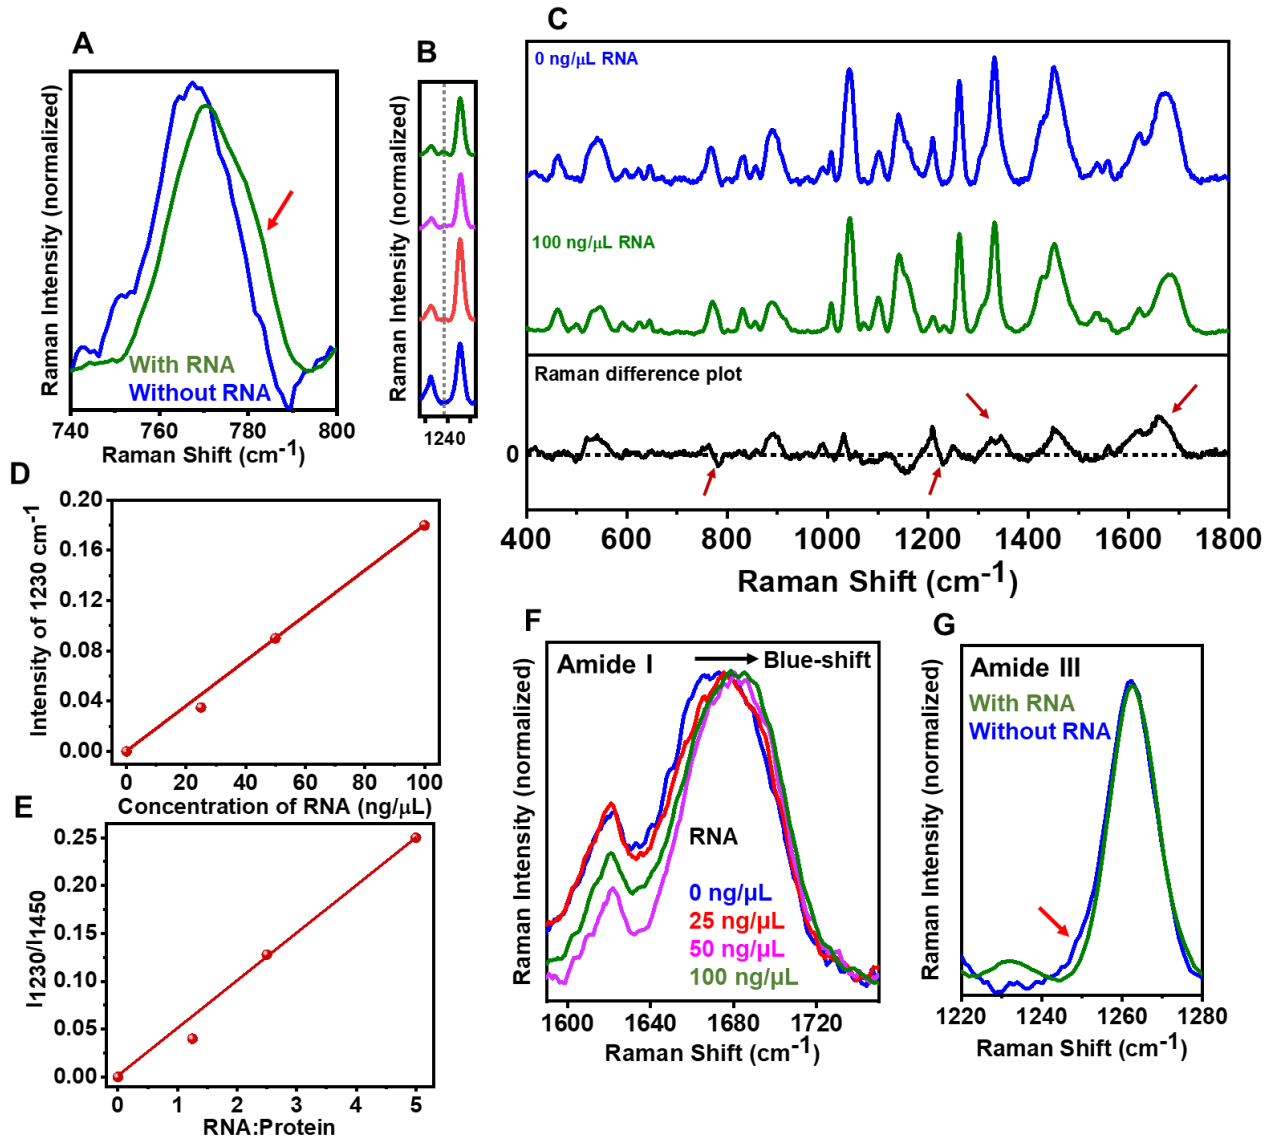 A
Raman Intensity (normalized)
With RNA
Without RNA
740 760 780 800
Raman Shift (cm-1)
B
Raman Intensity (normalized)
1240
C
0 ng/μL RNA
100 ng/μL RNA
Raman difference plot
0
400 600 800 1000 1200 1400 1600 1800
Raman Shift (cm-1)
D
Intensity of 1230 cm-1
0.20
0.16
0.12
0.08
0.04
0.00
0 20 40 60 80 100
Concentration of RNA (ng/μL)
E
I1230/I1450
0.25
0.20
0.15
0.10
0.05
0.00
0 1 2 3 4 5
RNA:Protein
F
Raman Intensity (normalized)
Amide I
Blue-shift
RNA
0 ng/μL
25 ng/μL
50 ng/μL
100 ng/μL
1600 1640 1680 1720
Raman Shift (cm-1)
G
Raman Intensity (normalized)
Amide III
With RNA
Without RNA
1220 1240 1260 1280
Raman Shift (cm-1)